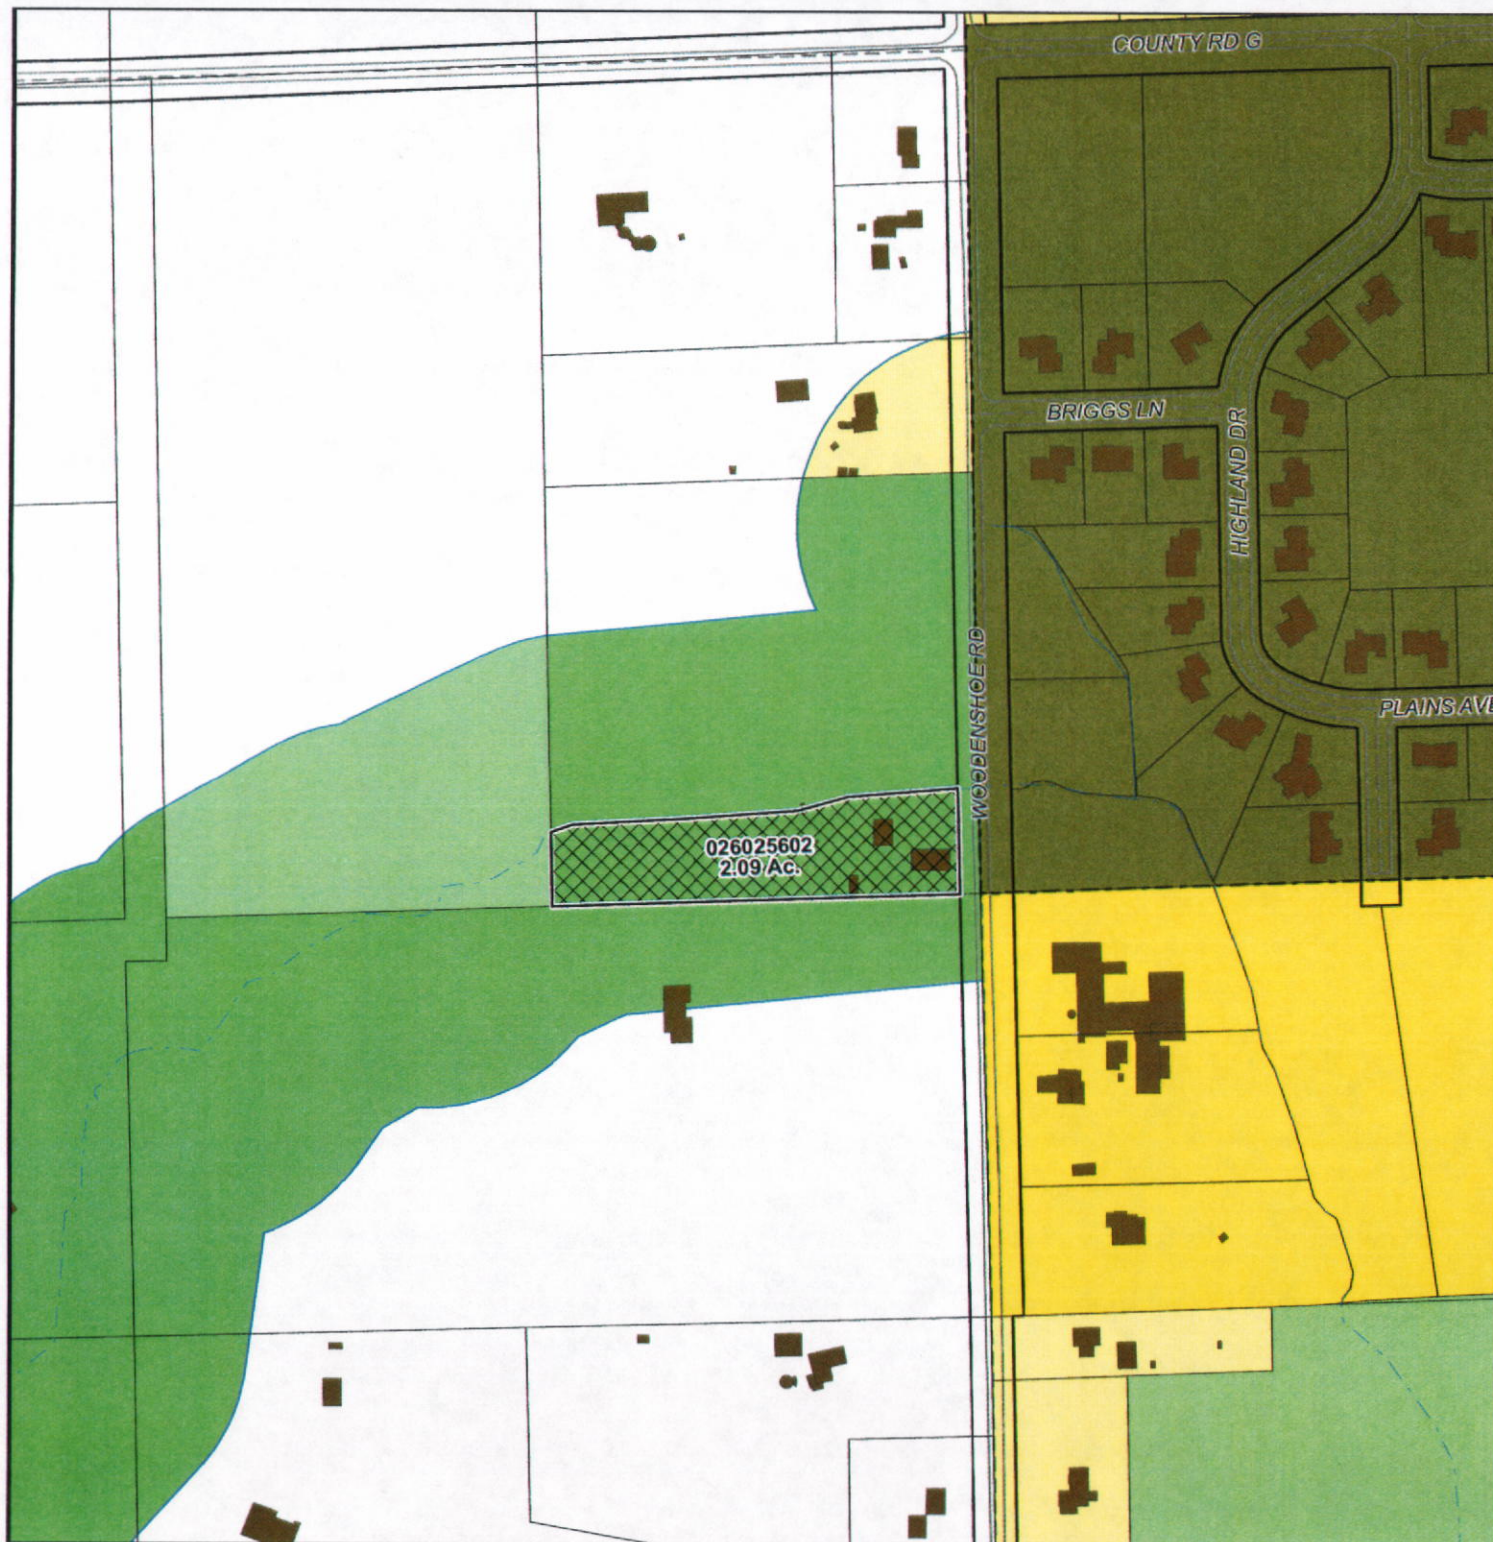 COUNTY RD G
BRIGGS LN
HIGHLAND DR
WOODENSHOE RD
PLAINS AVE
026025602
2.09 Ac.